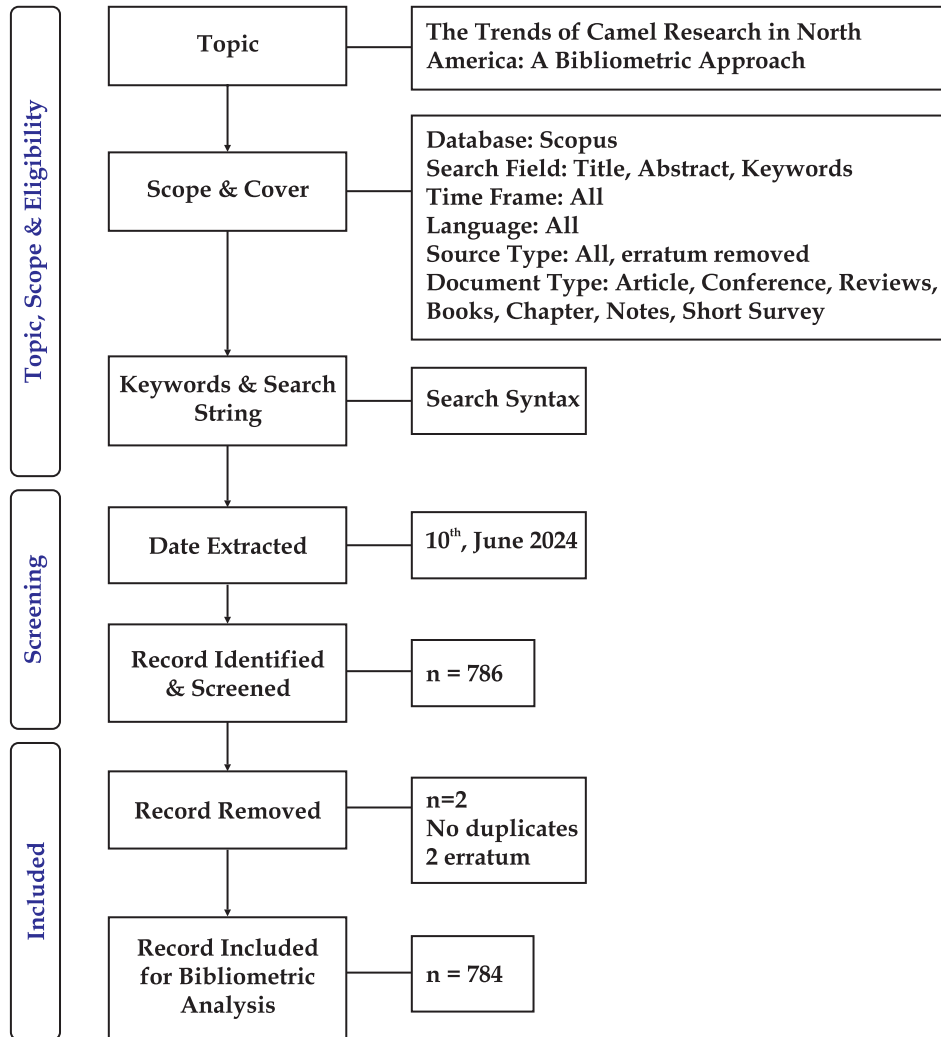 Topic, Scope & Eligibility
Topic
The Trends of Camel Research in North
America: A Bibliometric Approach
Scope & Cover
Database: Scopus
Search Field: Title, Abstract, Keywords
Time Frame: All
Language: All
Source Type: All, erratum removed
Document Type: Article, Conference, Reviews,
Books, Chapter, Notes, Short Survey
Keywords & Search
String
Search Syntax
Screening
Date Extracted
10th, June 2024
Record Identified
& Screened
n = 786
Included
Record Removed
n=2
No duplicates
2 erratum
Record Included
for Bibliometric
Analysis
n = 784